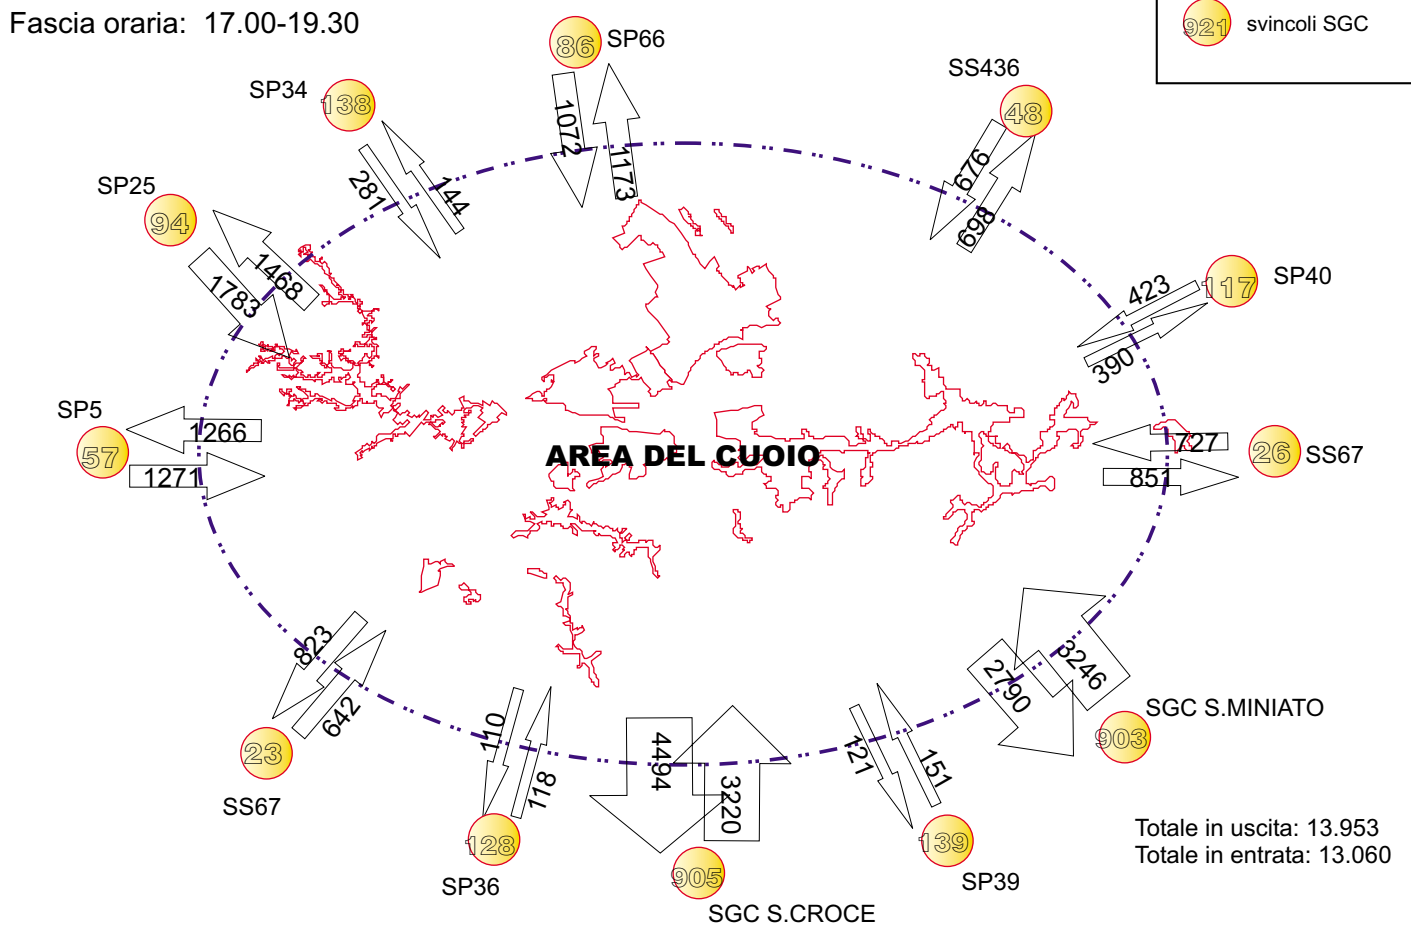 Fascia oraria: 17.00-19.30
921 svincoli SGC
86 SP66
1072
1173
SP34
138
281
144
SS436
48
676
698
SP25
94
1468
1783
117 SP40
423
390
SP5
57
1266
1271
AREA DEL CUOIO
727
851
26 SS67
823
642
23
SS67
110
118
128
SP36
4494
3220
905
SGC S.CROCE
121
151
139
SP39
2790
3246
SGC S.MINIATO
903
Totale in uscita: 13.953
Totale in entrata: 13.060